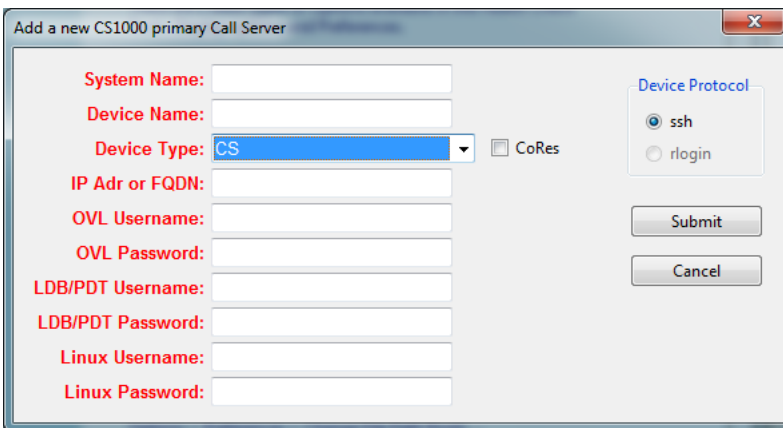 Add a new CS1000 primary Call Server
System Name:
Device Name:
Device Type: CS
CoRes
IP Adr or FQDN:
OVL Username:
OVL Password:
LDB/PDT Username:
LDB/PDT Password:
Linux Username:
Linux Password:
Device Protocol
ssh
rlogin
Submit
Cancel